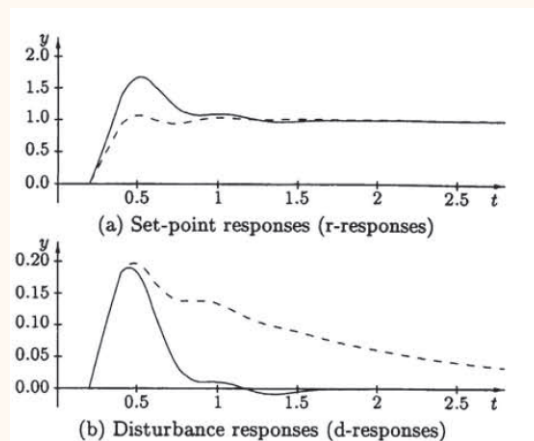 y
2.0
1.5
1.0
0.5
0.0
0.5 1 1.5 2 2.5 t
(a) Set-point responses (r-responses)
y
0.20
0.15
0.10
0.05
0.00
0.5 1 1.5 2 2.5 t
(b) Disturbance responses (d-responses)